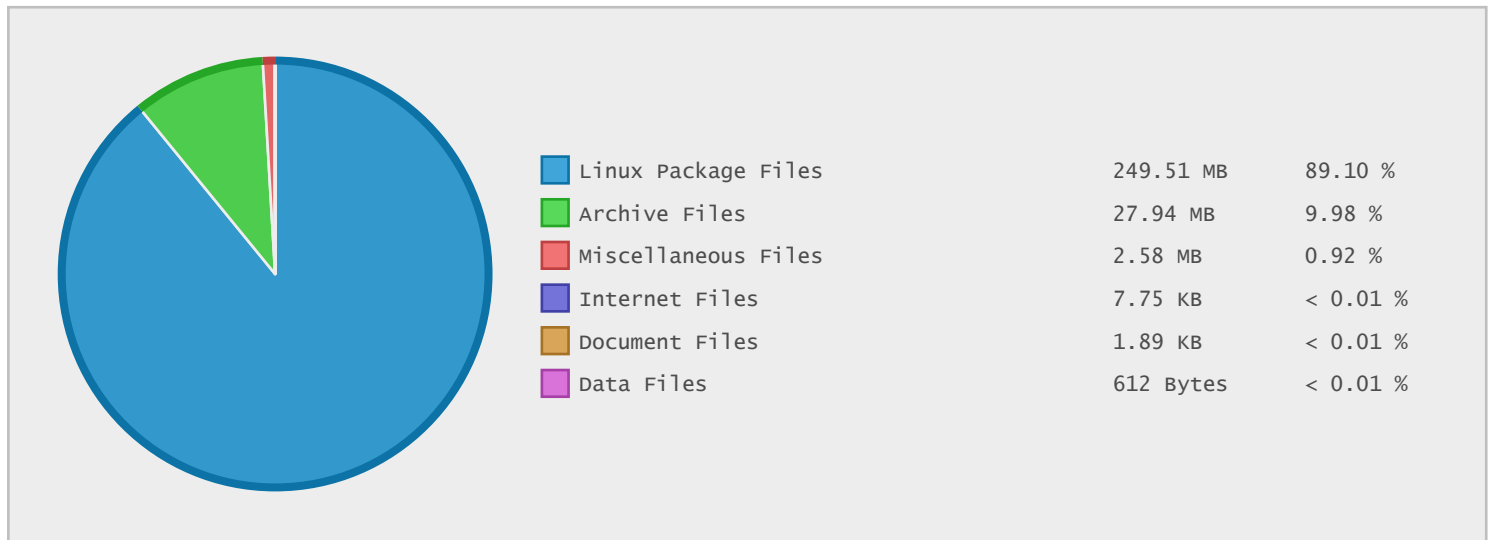 Linux Package Files 249.51 MB 89.10 %
Archive Files 27.94 MB 9.98 %
Miscellaneous Files 2.58 MB 0.92 %
Internet Files 7.75 KB < 0.01 %
Document Files 1.89 KB < 0.01 %
Data Files 612 Bytes < 0.01 %